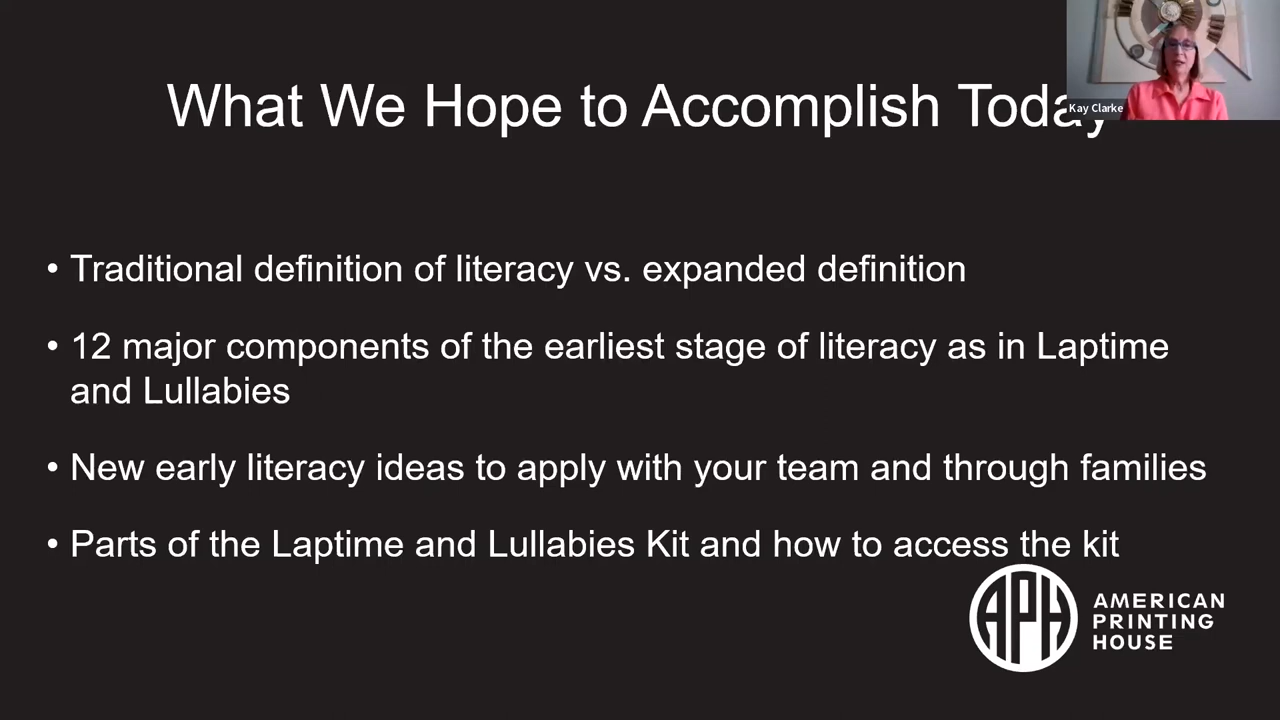 What We Hope to Accomplish Today
Kay Clarke
• Traditional definition of literacy vs. expanded definition
• 12 major components of the earliest stage of literacy as in Laptime
and Lullabies
• New early literacy ideas to apply with your team and through families
• Parts of the Laptime and Lullabies Kit and how to access the kit
APH
AMERICAN
PRINTING
HOUSE